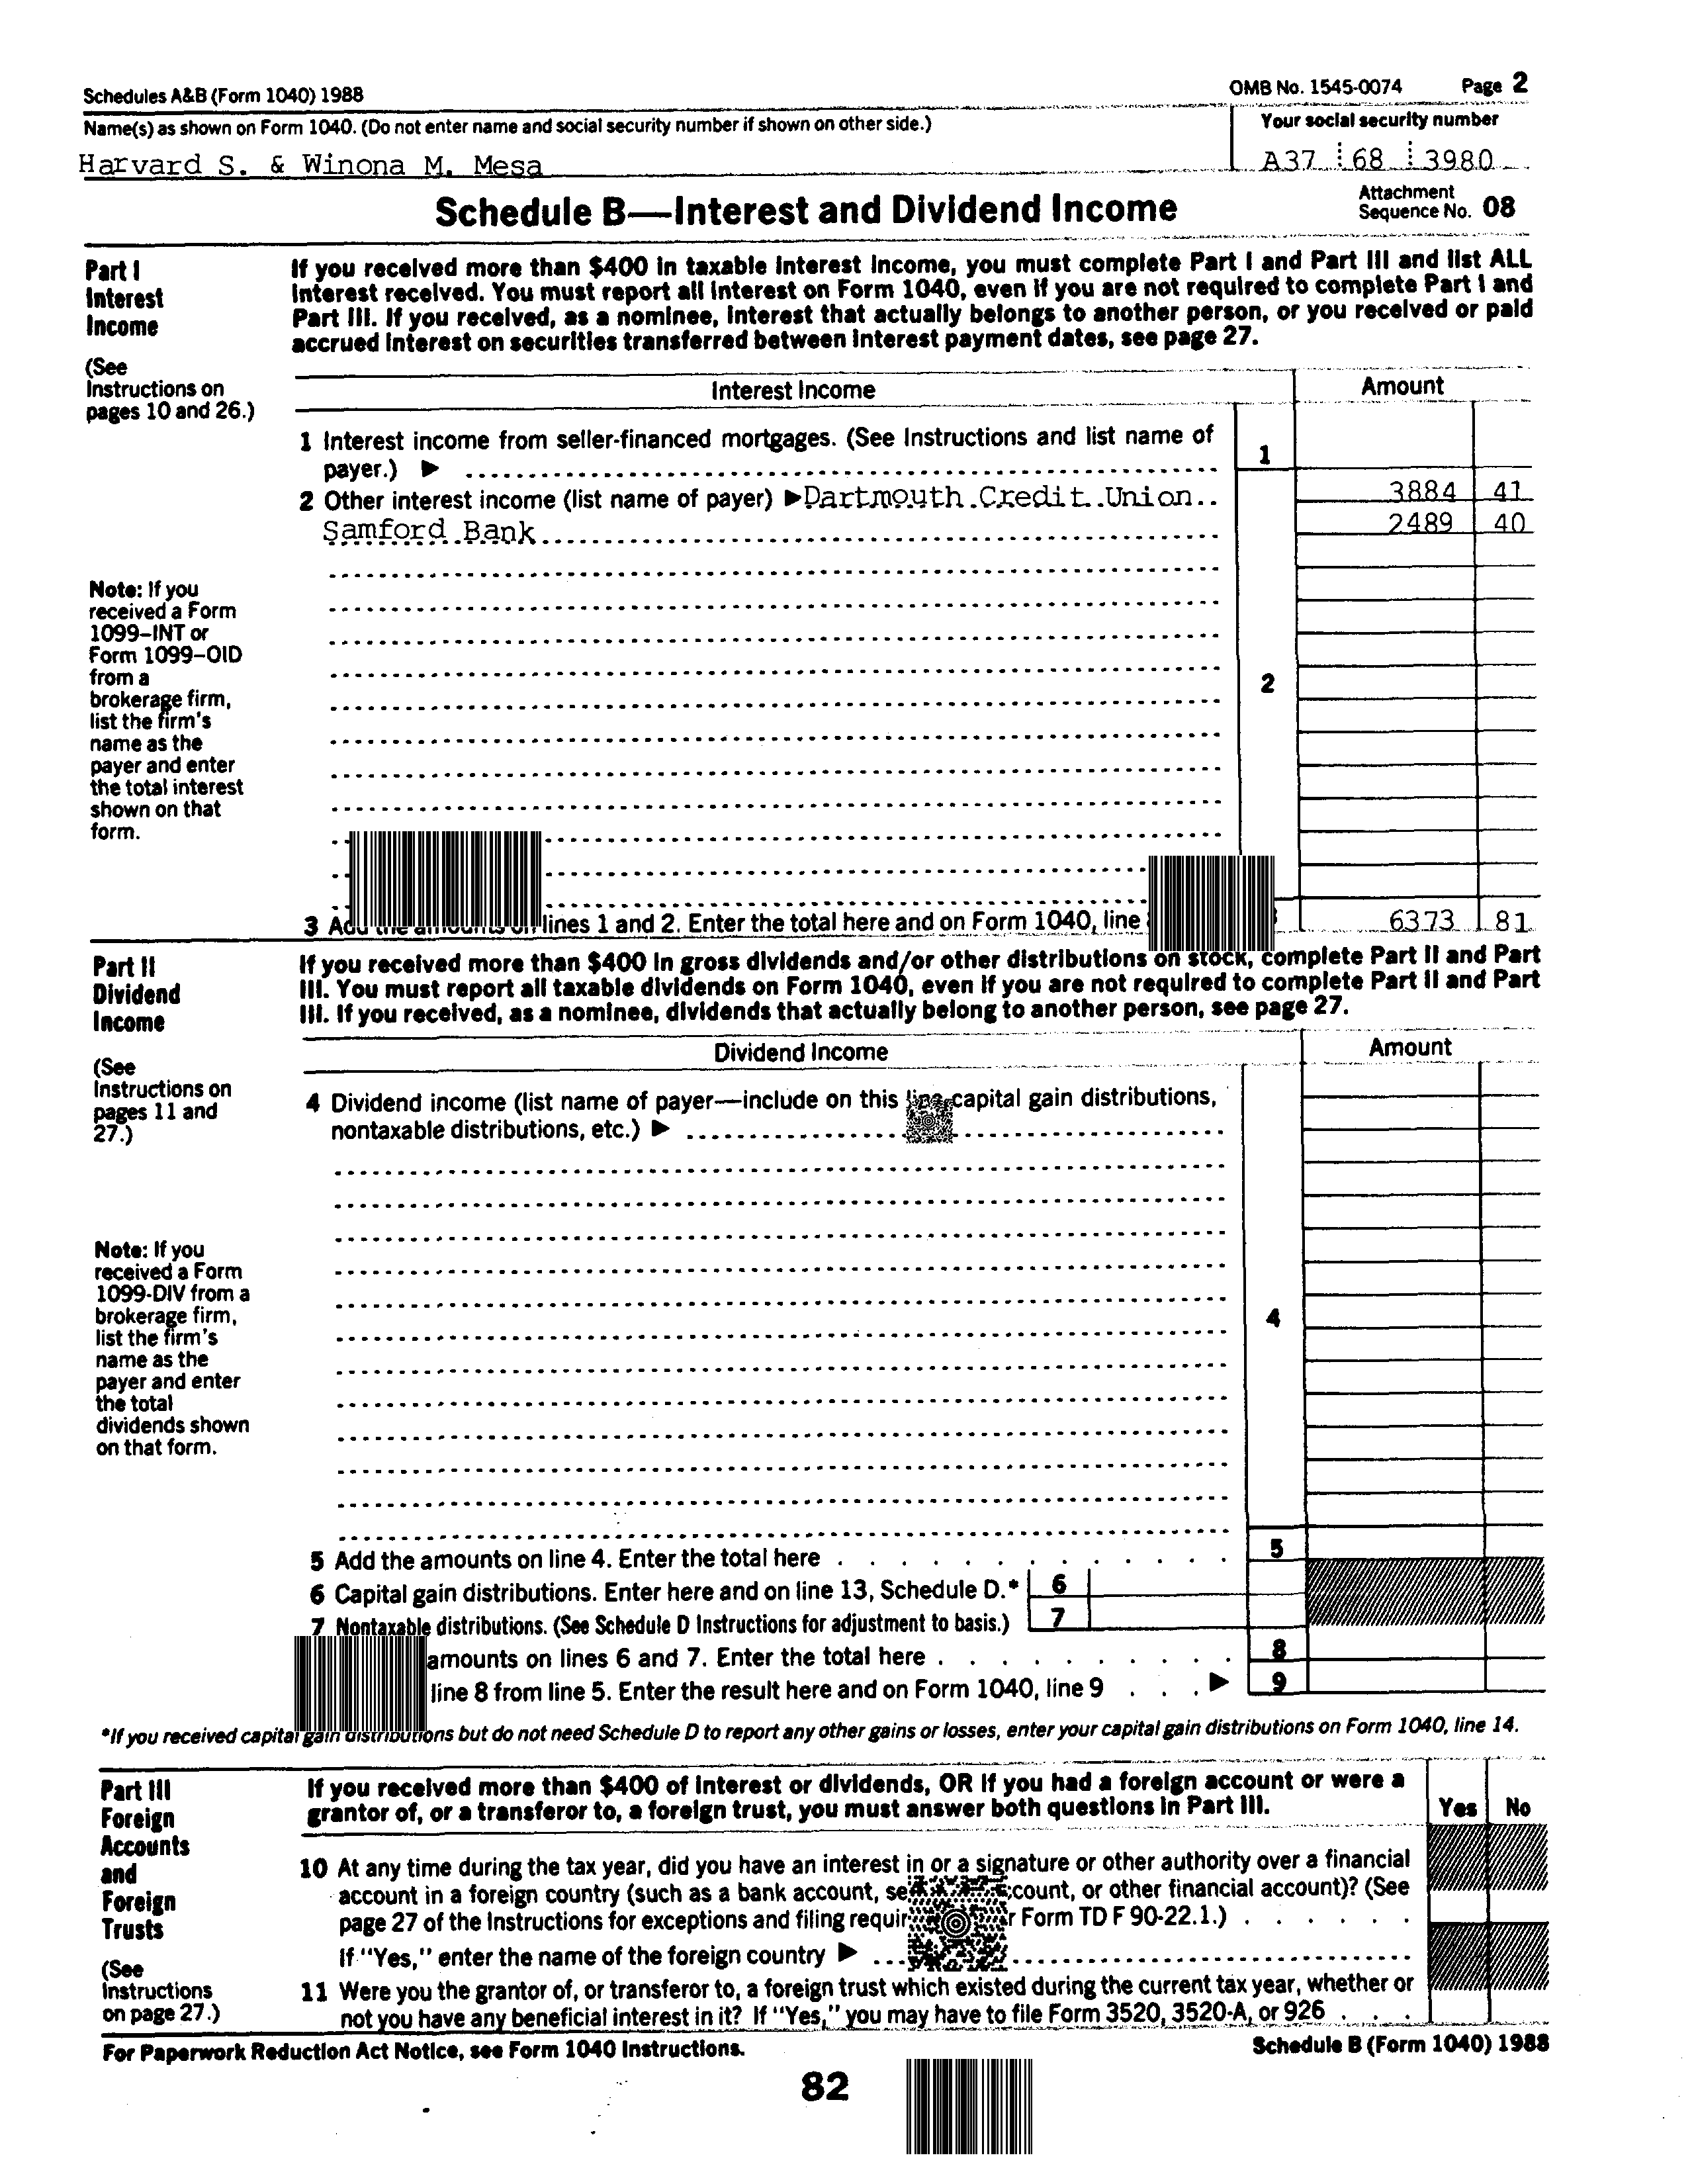 Schedules A&B (Form 1040) 1988 OMB No. 1545-0074 Page 2
Name(s) as shown on Form 1040. (Do not enter name and social security number if shown on other side.) Your social security number
Harvard S. & Winona M. Mesa A37 68 3980
Schedule B—Interest and Dividend Income Attachment Sequence No. 08
Part I
Interest
Income
(See
Instructions on
pages 10 and 26.)
If you received more than $400 in taxable interest income, you must complete Part I and Part III and list ALL
interest received. You must report all interest on Form 1040, even if you are not required to complete Part I and
Part III. If you received, as a nominee, interest that actually belongs to another person, or you received or paid
accrued interest on securities transferred between interest payment dates, see page 27.
Interest Income Amount
1 Interest income from seller-financed mortgages. (See Instructions and list name of
payer.) ▶ 1
2 Other interest income (list name of payer) ▶ Dartmouth Credit Union 3884 41
Samford Bank 2489 40
Note: If you
received a Form
1099–INT or
Form 1099–OID
from a
brokerage firm,
list the firm's
name as the
payer and enter
the total interest
shown on that
form.
2
3 Add the amounts on lines 1 and 2. Enter the total here and on Form 1040, line 6373 81
Part II
Dividend
Income
(See
Instructions on
pages 11 and
27.)
If you received more than $400 in gross dividends and/or other distributions on stock, complete Part II and Part
III. You must report all taxable dividends on Form 1040, even if you are not required to complete Part II and Part
III. If you received, as a nominee, dividends that actually belong to another person, see page 27.
Dividend Income Amount
4 Dividend income (list name of payer—include on this line capital gain distributions,
nontaxable distributions, etc.) ▶
Note: If you
received a Form
1099-DIV from a
brokerage firm,
list the firm's
name as the
payer and enter
the total
dividends shown
on that form.
4
5 Add the amounts on line 4. Enter the total here 5
6 Capital gain distributions. Enter here and on line 13, Schedule D.* 6
7 Nontaxable distributions. (See Schedule D Instructions for adjustment to basis.) 7
amounts on lines 6 and 7. Enter the total here 8
line 8 from line 5. Enter the result here and on Form 1040, line 9 ▶ 9
*If you received capital gain distributions but do not need Schedule D to report any other gains or losses, enter your capital gain distributions on Form 1040, line 14.
Part III
Foreign
Accounts
and
Foreign
Trusts
(See
Instructions
on page 27.)
If you received more than $400 of interest or dividends, OR if you had a foreign account or were a
grantor of, or a transferor to, a foreign trust, you must answer both questions in Part III. Yes No
10 At any time during the tax year, did you have an interest in or a signature or other authority over a financial
account in a foreign country (such as a bank account, count, or other financial account)? (See
page 27 of the Instructions for exceptions and filing Form TD F 90-22.1.)
If "Yes," enter the name of the foreign country ▶
11 Were you the grantor of, or transferor to, a foreign trust which existed during the current tax year, whether or
not you have any beneficial interest in it? If "Yes," you may have to file Form 3520, 3520-A, or 926
For Paperwork Reduction Act Notice, see Form 1040 Instructions. Schedule B (Form 1040) 1988
82